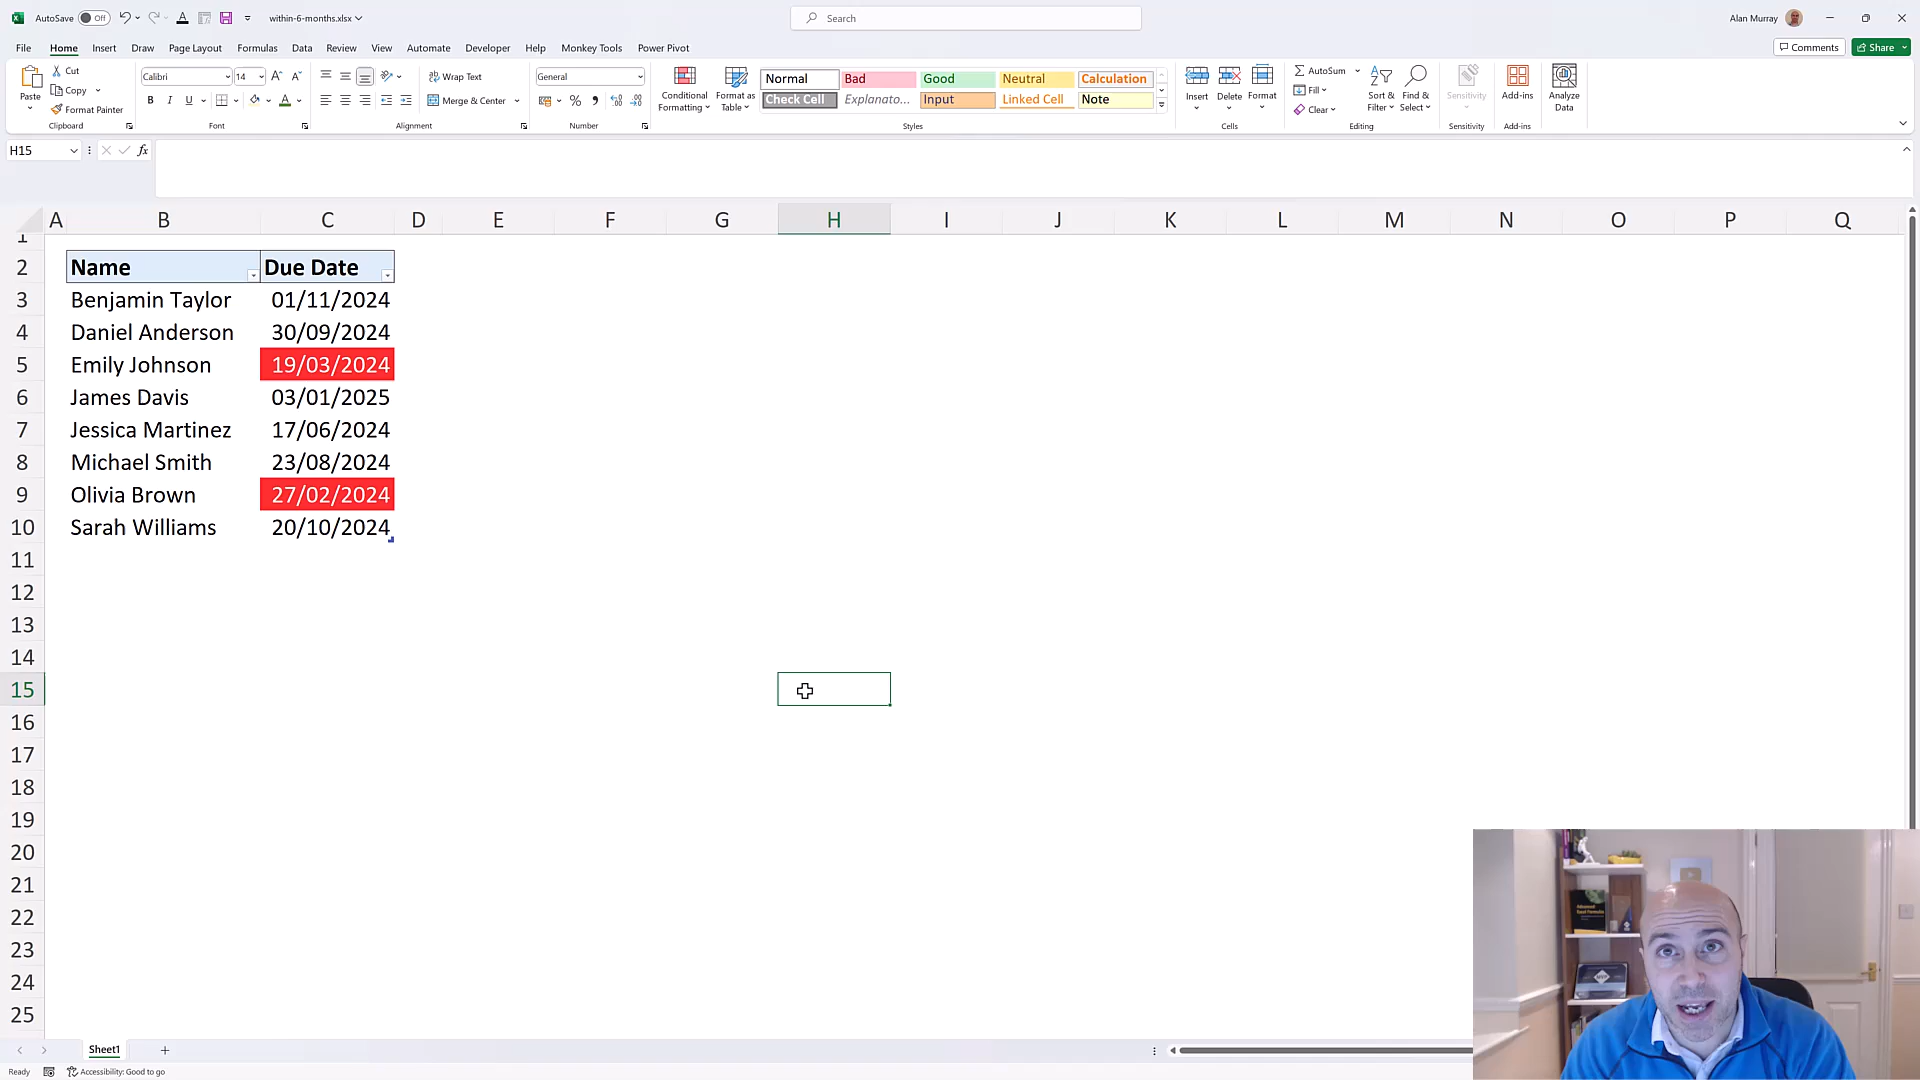 AutoSave Off within-6-months.xlsx Search Alan Murray
File Home Insert Draw Page Layout Formulas Data Review View Automate Developer Help Monkey Tools Power Pivot Comments Share
Paste Cut Copy Format Painter Clipboard
Calibri 14 B I U A A A Font
Wrap Text Merge & Center Alignment
General % Number
Conditional Formatting Format as Table
Normal Bad Good Neutral Calculation
Check Cell Explanato... Input Linked Cell Note
Styles
Insert Delete Format Cells
AutoSum Fill Clear Sort & Filter Find & Select Editing
Sensitivity Sensitivity
Add-ins Add-ins
Analyze Data
H15 fx
A B C D E F G H I J K L M N O P Q
1
2 Name Due Date
3 Benjamin Taylor 01/11/2024
4 Daniel Anderson 30/09/2024
5 Emily Johnson 19/03/2024
6 James Davis 03/01/2025
7 Jessica Martinez 17/06/2024
8 Michael Smith 23/08/2024
9 Olivia Brown 27/02/2024
10 Sarah Williams 20/10/2024
11
12
13
14
15
16
17
18
19
20
21
22
23
24
25
Sheet1
Ready Accessibility: Good to go